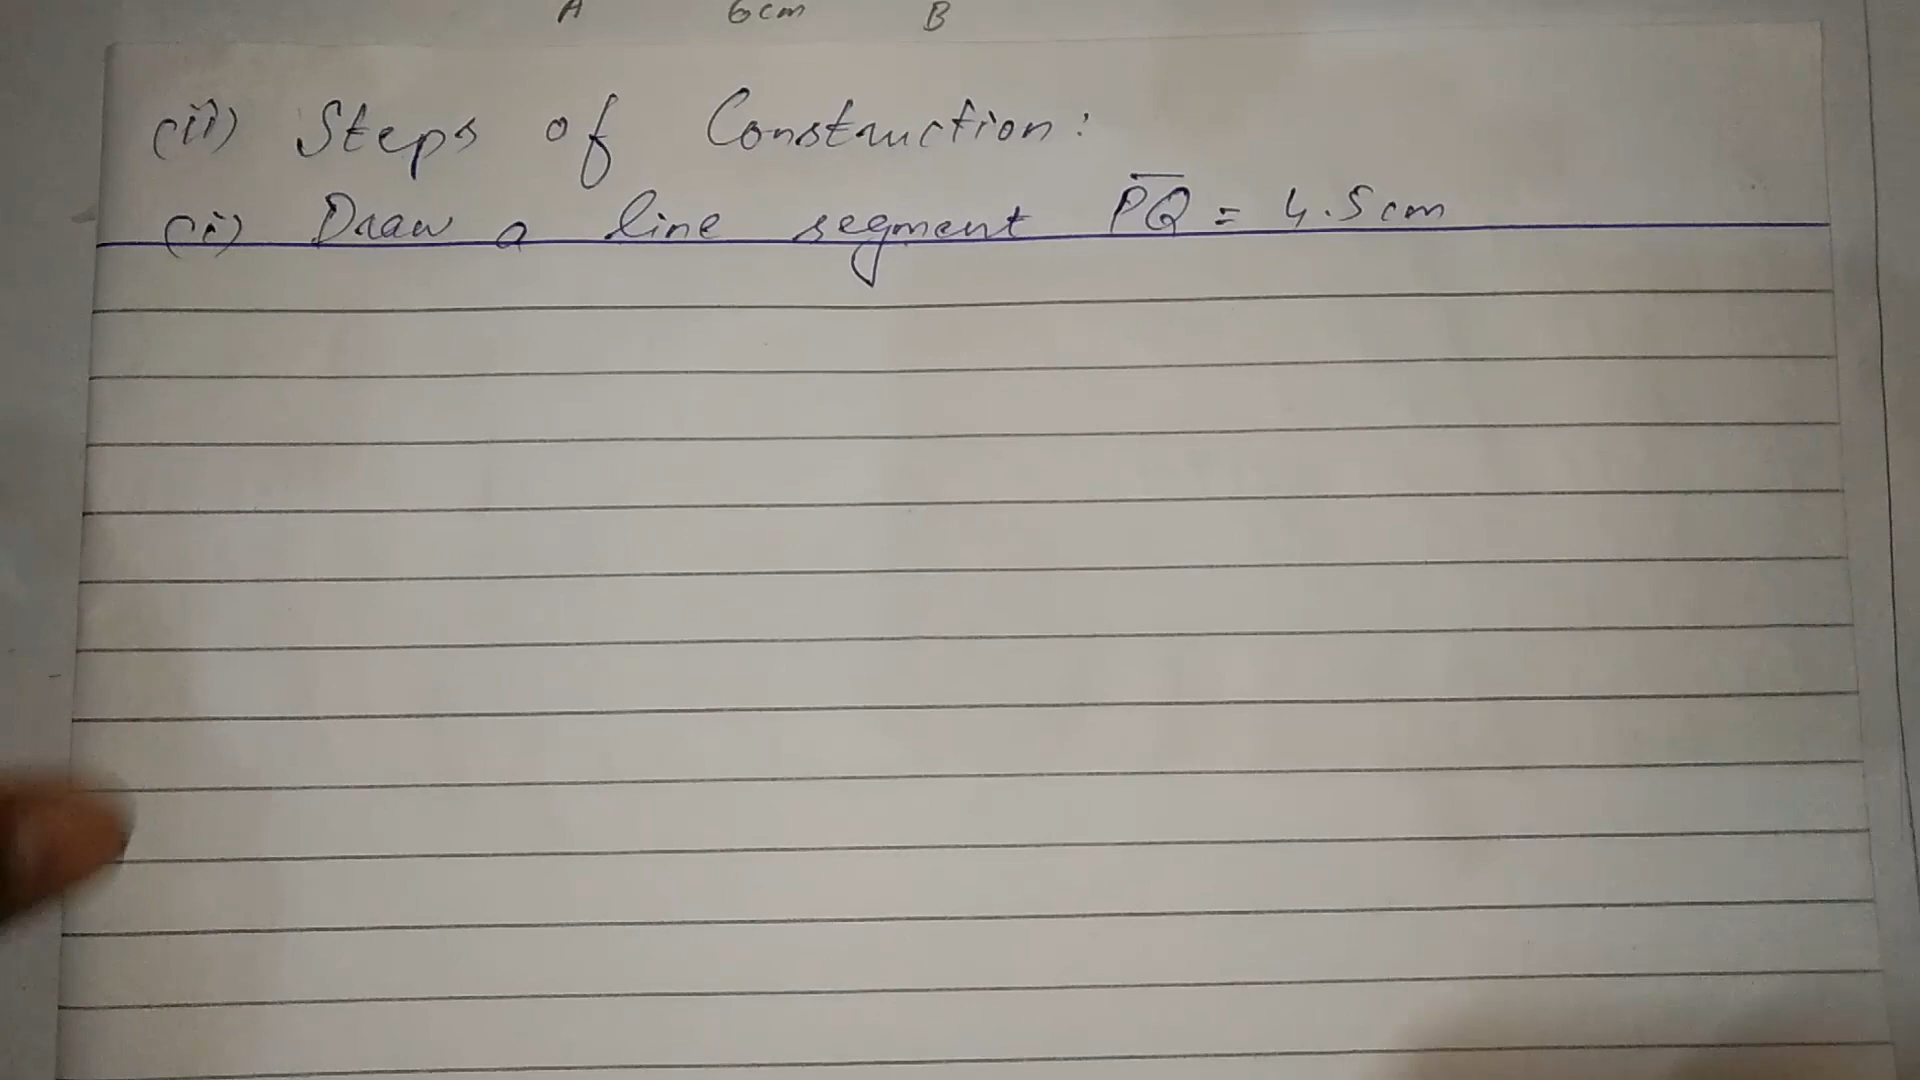 A 6cm B
(ii) Steps of Construction:
(i) Draw a line segment P̅Q̅ = 4.5cm